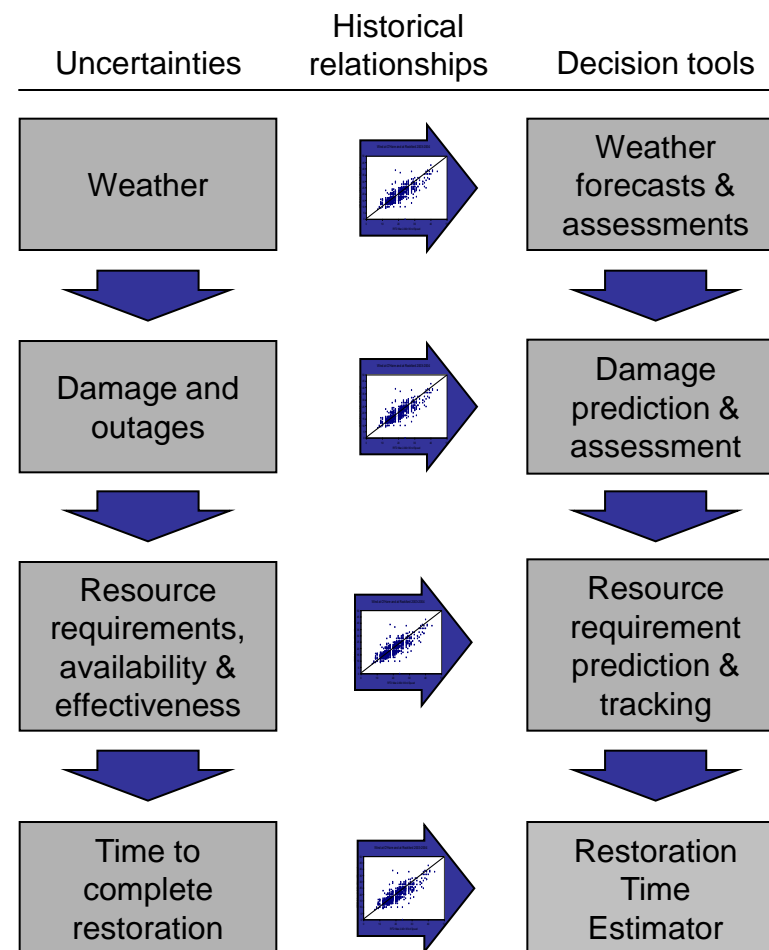 Uncertainties
Historical
relationships
Decision tools
Weather
Weather
forecasts &
assessments
Damage and
outages
Damage
prediction &
assessment
Resource
requirements,
availability &
effectiveness
Resource
requirement
prediction &
tracking
Time to
complete
restoration
Restoration
Time
Estimator